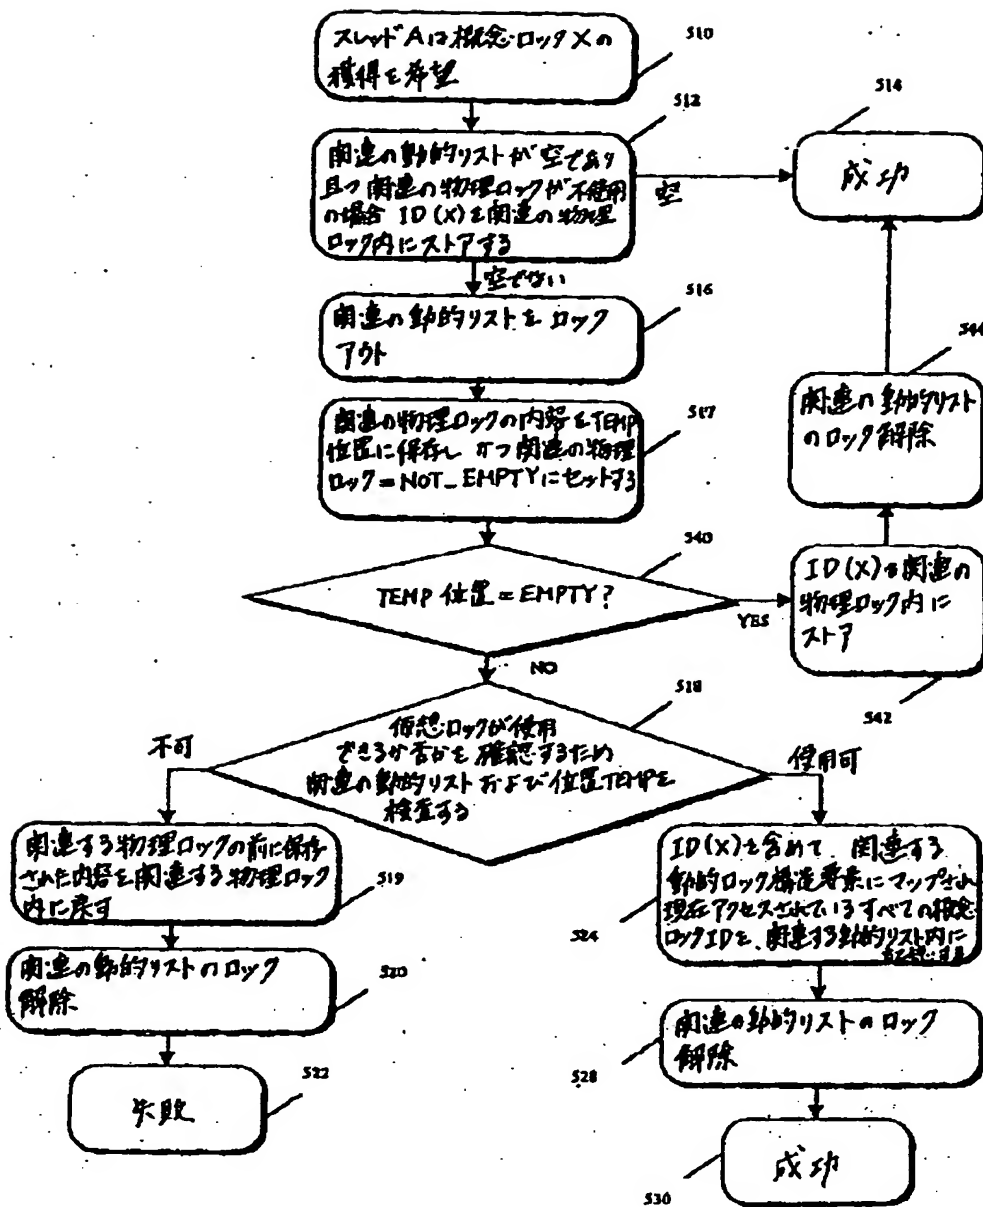 スレッドAは概念ロックXの
獲得を希望
510
512
関連の動的リストが空であり
且つ関連の物理ロックが不使用
の場合 ID(X)を関連の物理
ロック内にストアする
空
514
成功
空でない
516
関連の動的リストをロック
アウト
517
関連の物理ロックの内容をTEMP
位置に保存し かつ関連の物理
ロック=NOT_EMPTYにセットする
544
関連の動的リスト
のロック解除
540
TEMP 位置=EMPTY?
YES
ID(X)を関連の
物理ロック内に
ストア
542
NO
518
仮想ロックが使用
できるか否かを確認するため
関連の動的リストおよび位置TEMPを
検査する
不可
使用可
関連する物理ロックの前に保存
された内容を関連する物理ロック
内に戻す
519
ID(X)を含めて、関連する
動的ロック構造要素にマップされ
現在アクセスされているすべての概念
ロックIDを、関連する動的リスト内に
524
関連の動的リストのロック
解除
520
関連の動的リストのロック
解除
528
失敗
522
成功
530